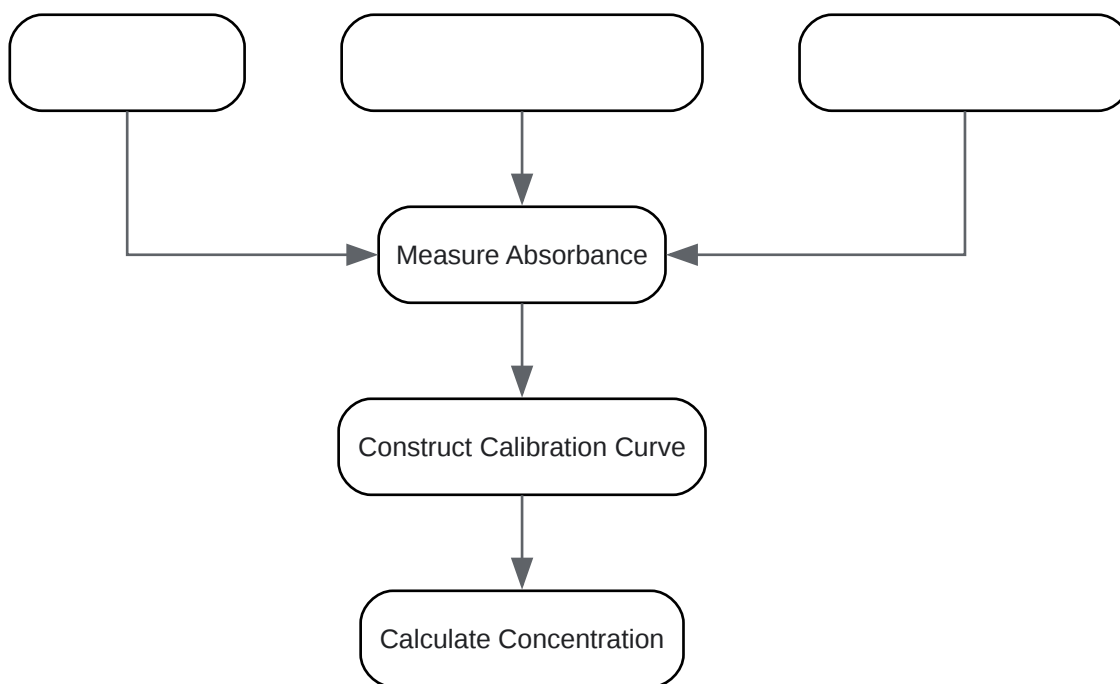 Measure Absorbance
Construct Calibration Curve
Calculate Concentration